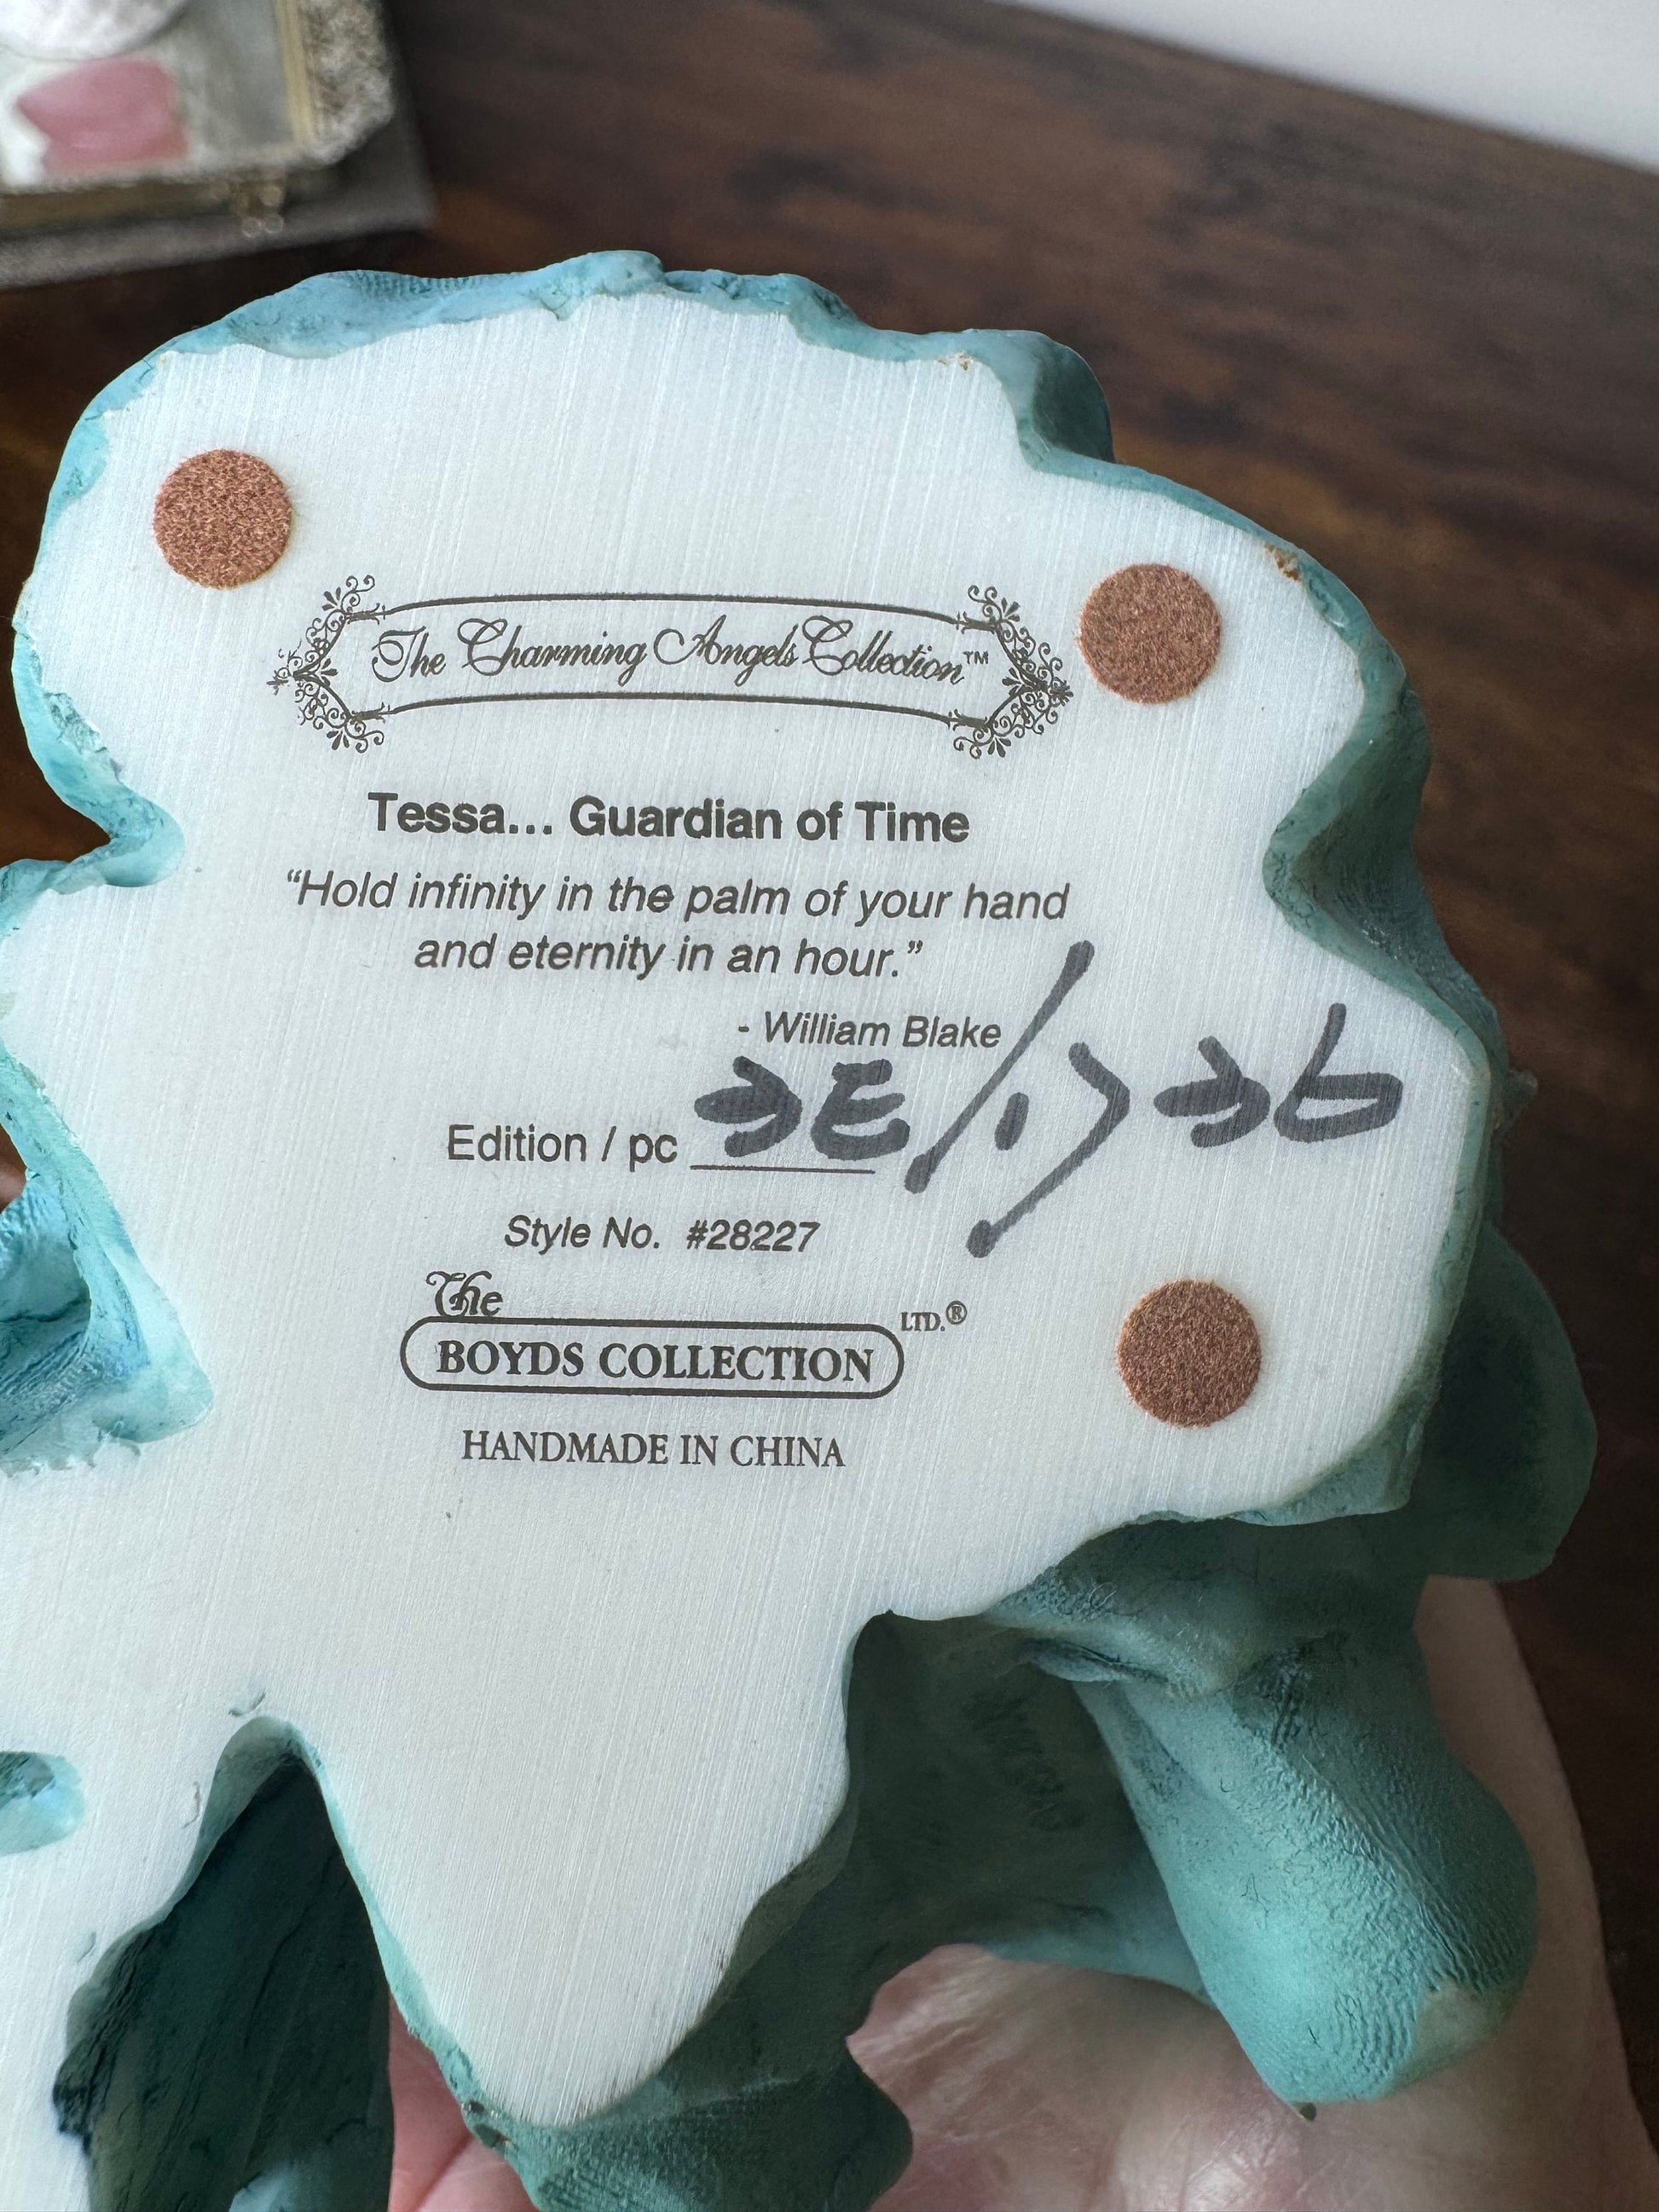 The Charming Angels Collection™
Tessa... Guardian of Time
“Hold infinity in the palm of your hand
and eternity in an hour.”
- William Blake
Edition / pc 3E/1736
Style No. #28227
The
BOYDS COLLECTION LTD.®
HANDMADE IN CHINA